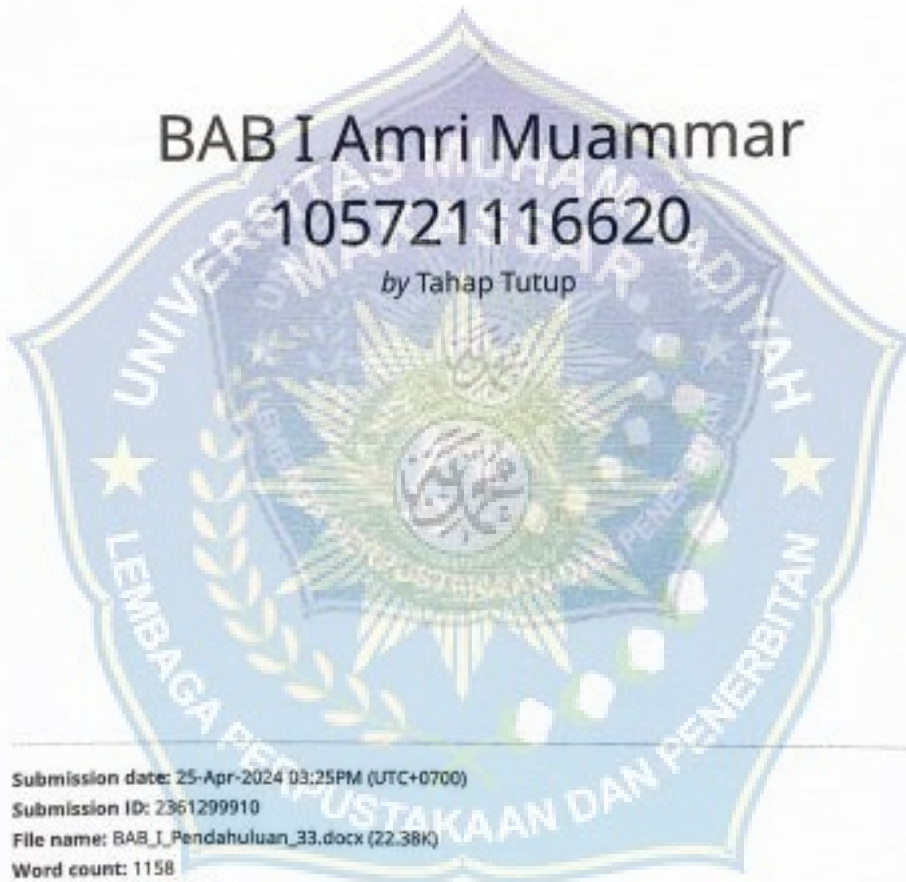 BAB I Amri Muammar
105721116620
by Tahap Tutup
UNIVERSITAS MUHAMMADIYAH
MAKASSAR
LEMBAGA PERPUSTAKAAN DAN PENERBITAN
Submission date: 25-Apr-2024 03:25PM (UTC+0700)
Submission ID: 2361299910
File name: BAB_I_Pendahuluan_33.docx (22.38K)
Word count: 1158